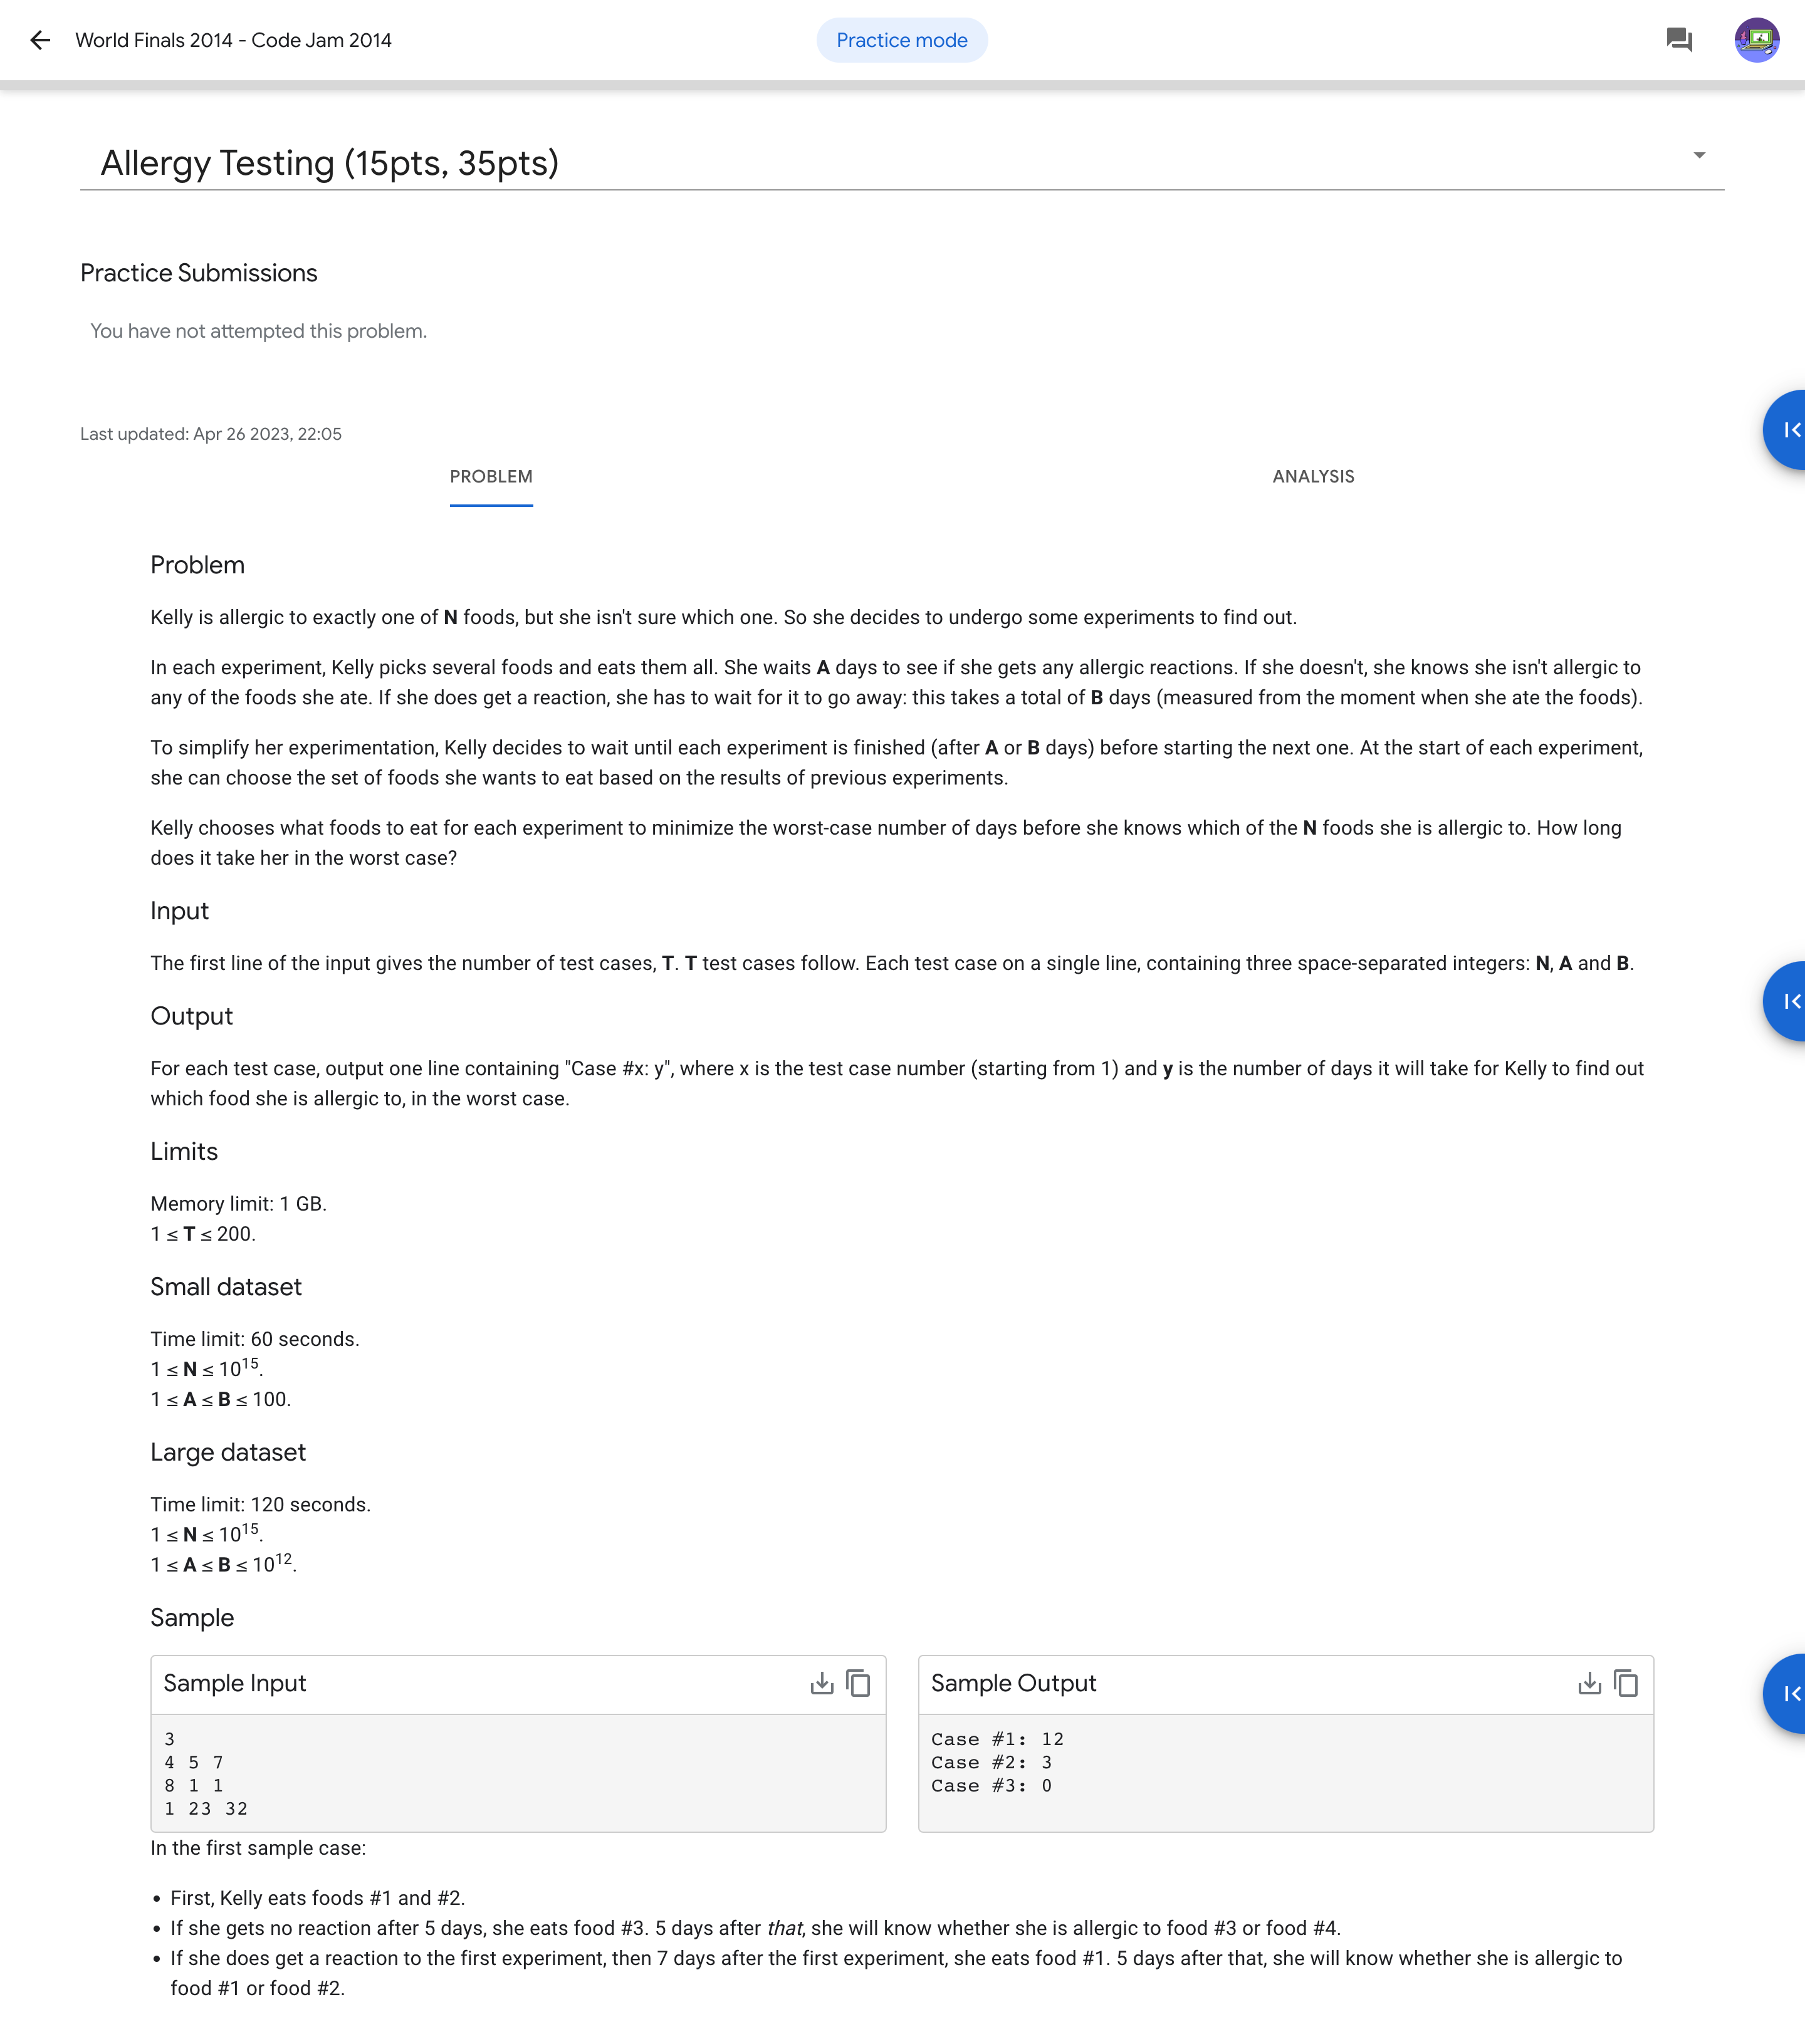 World Finals 2014 - Code Jam 2014
Practice mode
Allergy Testing (15pts, 35pts)
Practice Submissions
You have not attempted this problem.
Last updated: Apr 26 2023, 22:05
PROBLEM
ANALYSIS
Problem
Kelly is allergic to exactly one of N foods, but she isn't sure which one. So she decides to undergo some experiments to find out.
In each experiment, Kelly picks several foods and eats them all. She waits A days to see if she gets any allergic reactions. If she doesn't, she knows she isn't allergic to
any of the foods she ate. If she does get a reaction, she has to wait for it to go away: this takes a total of B days (measured from the moment when she ate the foods).
To simplify her experimentation, Kelly decides to wait until each experiment is finished (after A or B days) before starting the next one. At the start of each experiment,
she can choose the set of foods she wants to eat based on the results of previous experiments.
Kelly chooses what foods to eat for each experiment to minimize the worst-case number of days before she knows which of the N foods she is allergic to. How long
does it take her in the worst case?
Input
The first line of the input gives the number of test cases, T. T test cases follow. Each test case on a single line, containing three space-separated integers: N, A and B.
Output
For each test case, output one line containing "Case #x: y", where x is the test case number (starting from 1) and y is the number of days it will take for Kelly to find out
which food she is allergic to, in the worst case.
Limits
Memory limit: 1 GB.
1 ≤ T ≤ 200.
Small dataset
Time limit: 60 seconds.
1 ≤ N ≤ 10^15.
1 ≤ A ≤ B ≤ 100.
Large dataset
Time limit: 120 seconds.
1 ≤ N ≤ 10^15.
1 ≤ A ≤ B ≤ 10^12.
Sample
Sample Input
3
4 5 7
8 1 1
1 23 32
Sample Output
Case #1: 12
Case #2: 3
Case #3: 0
In the first sample case:
• First, Kelly eats foods #1 and #2.
• If she gets no reaction after 5 days, she eats food #3. 5 days after that, she will know whether she is allergic to food #3 or food #4.
• If she does get a reaction to the first experiment, then 7 days after the first experiment, she eats food #1. 5 days after that, she will know whether she is allergic to
food #1 or food #2.